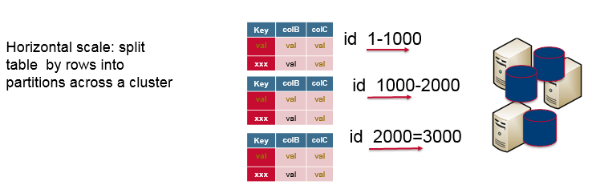 Horizontal scale: split
table by rows into
partitions across a cluster
Key colB colC
val val val
xxx val val
id 1-1000
Key colB colC
val val val
xxx val val
id 1000-2000
Key colB colC
val val val
xxx val val
id 2000=3000